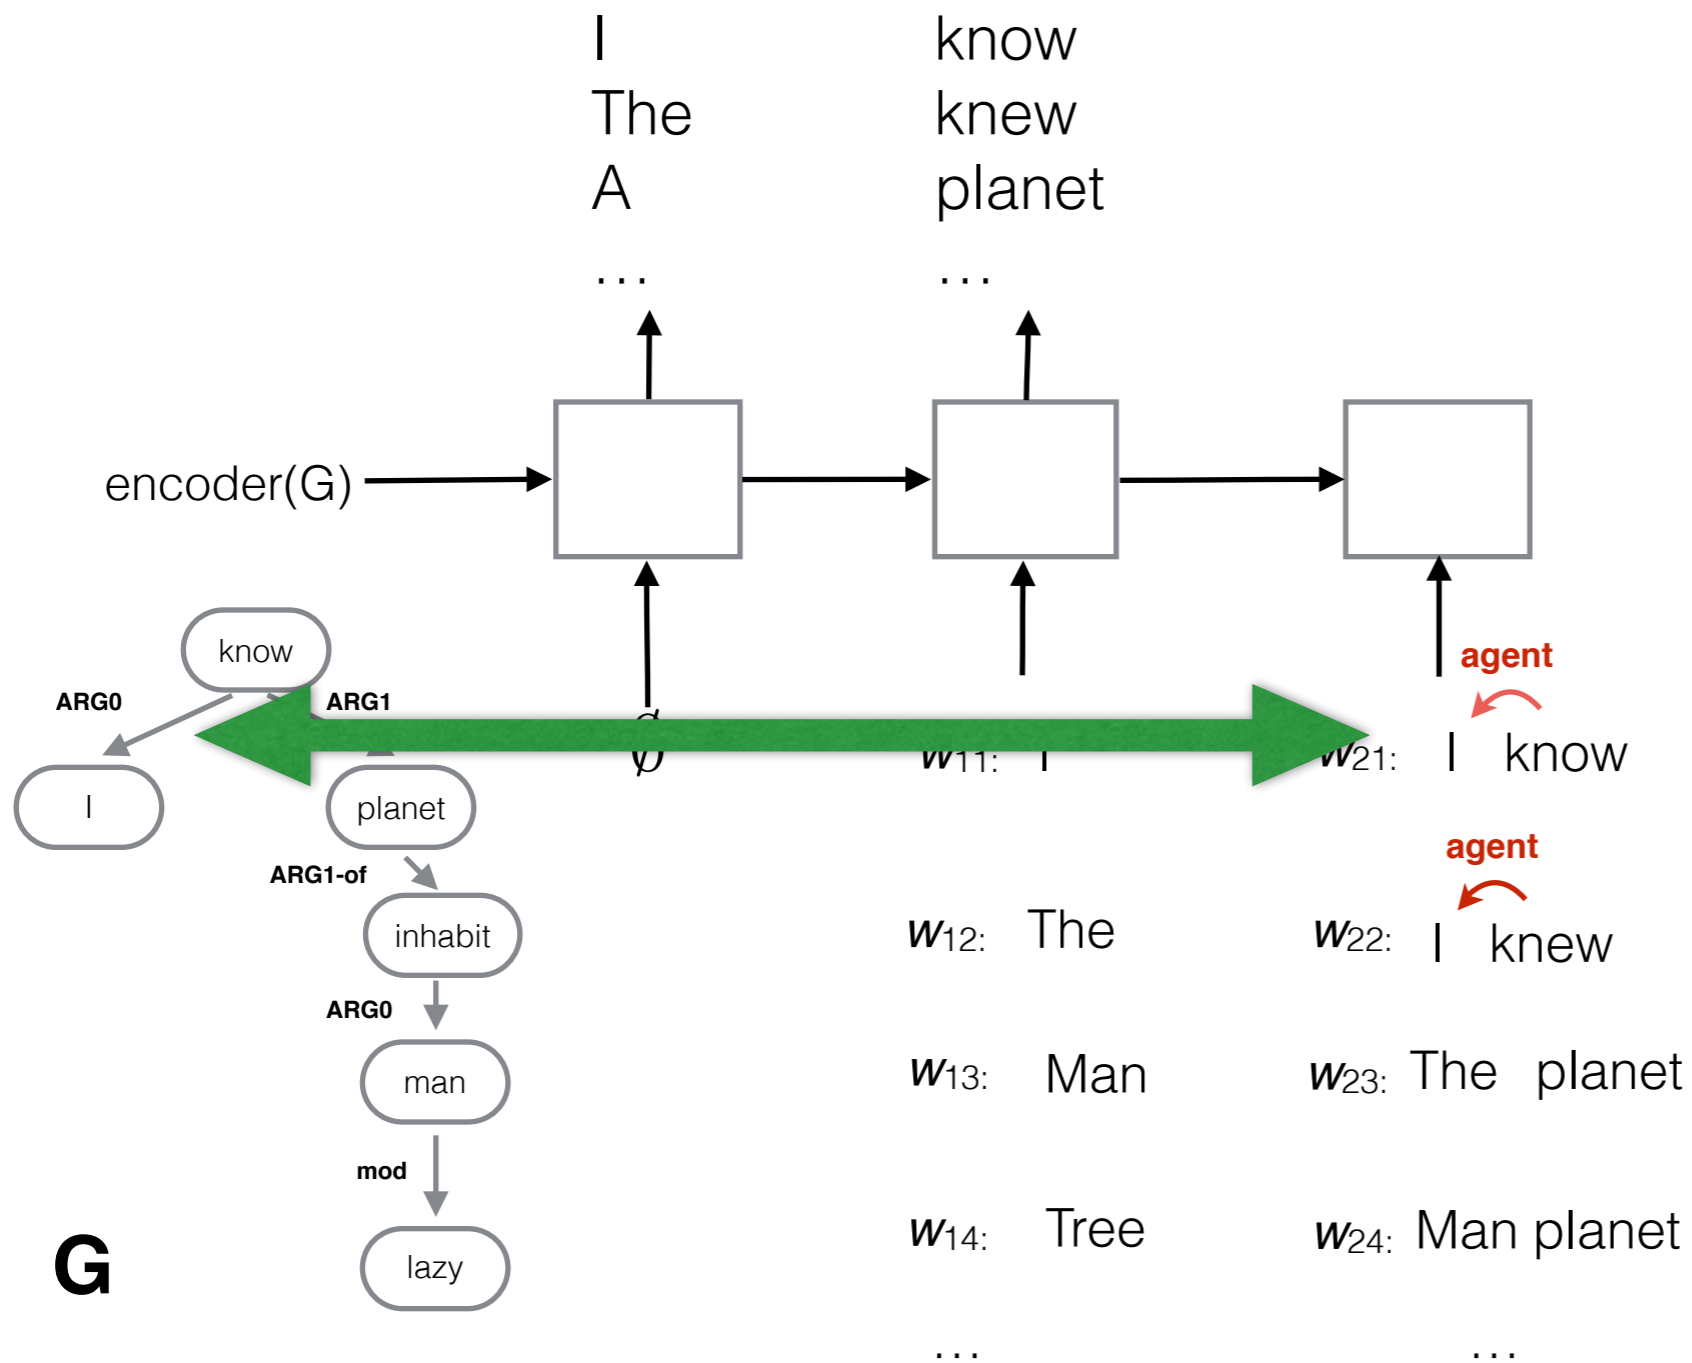 I know
The knew
A planet
... ...
encoder(G)
know
ARG0 ARG1
agent
I planet
∅ w11: I w21: I know
ARG1-of
agent
inhabit w12: The w22: I knew
ARG0
man w13: Man w23: The planet
mod
G lazy w14: Tree w24: Man planet
... ...